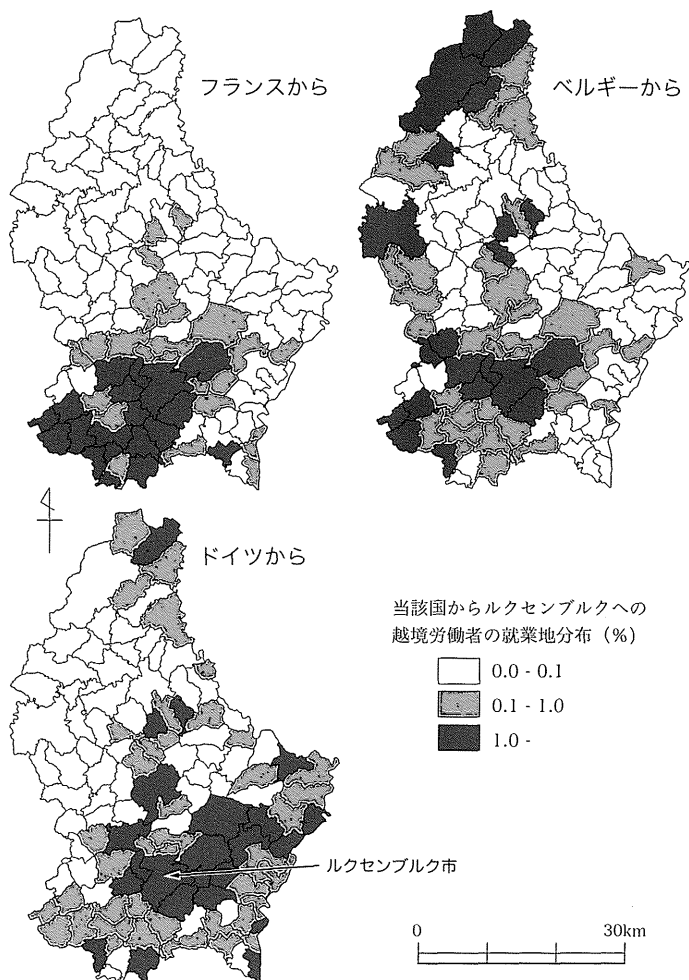 フランスから
ベルギーから
ドイツから
当該国からルクセンブルクへの
越境労働者の就業地分布（%）
0.0 - 0.1
0.1 - 1.0
1.0 -
ルクセンブルク市
0
30km